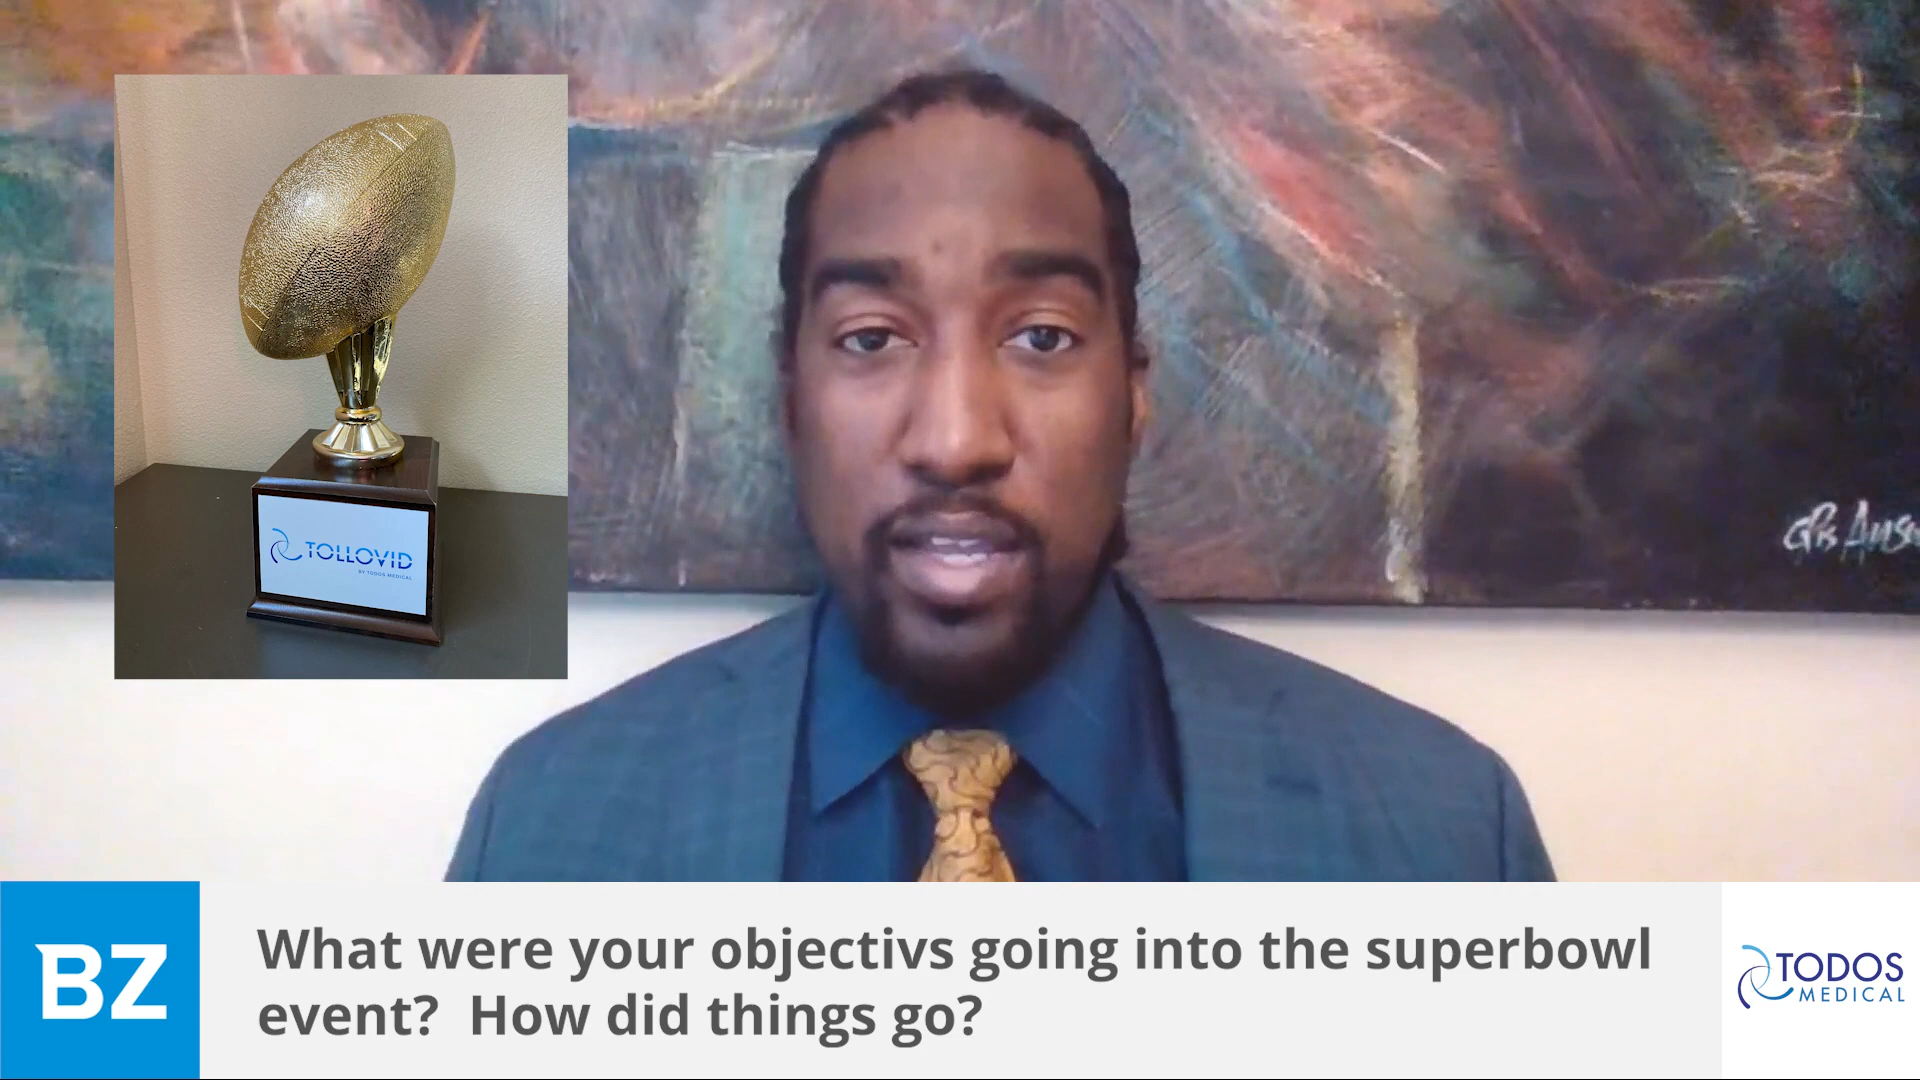 TOLLOVID
BY TODOS MEDICAL
BZ
What were your objectivs going into the superbowl
event?  How did things go?
TODOS
MEDICAL